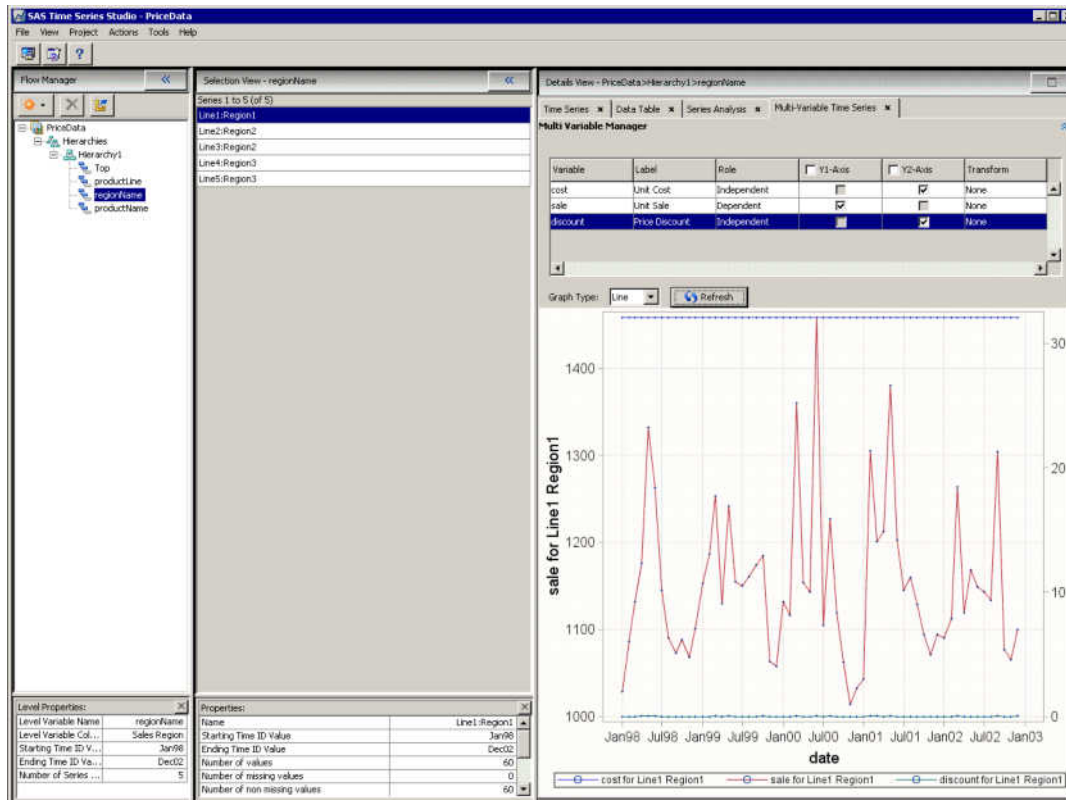 SAS Time Series Studio - PriceData
File View Project Actions Tools Help
Flow Manager
PriceData
Hierarchies
Hierarchy1
Top
productLine
regionName
productName
Level Properties:
Level Variable Name regionName
Level Variable Col... Sales Region
Starting Time ID V... Jan98
Ending Time ID Va... Dec02
Number of Series ... 5
Selection View - regionName
Series 1 to 5 (of 5)
Line1:Region1
Line2:Region2
Line3:Region2
Line4:Region3
Line5:Region3
Properties:
Name Line1:Region1
Starting Time ID Value Jan98
Ending Time ID Value Dec02
Number of values 60
Number of missing values 0
Number of non missing values 60
Details View - PriceData>Hierarchy1>regionName
Time Series Data Table Series Analysis Multi-Variable Time Series
Multi Variable Manager
Variable Label Role Y1-Axis Y2-Axis Transform
cost Unit Cost Independent None
sale Unit Sale Dependent None
discount Price Discount Independent None
Graph Type: Line Refresh
sale for Line1 Region1
1400
1300
1200
1100
1000
30
20
10
0
Jan98 Jul98 Jan99 Jul99 Jan00 Jul00 Jan01 Jul01 Jan02 Jul02 Jan03
date
cost for Line1 Region1 sale for Line1 Region1 discount for Line1 Region1